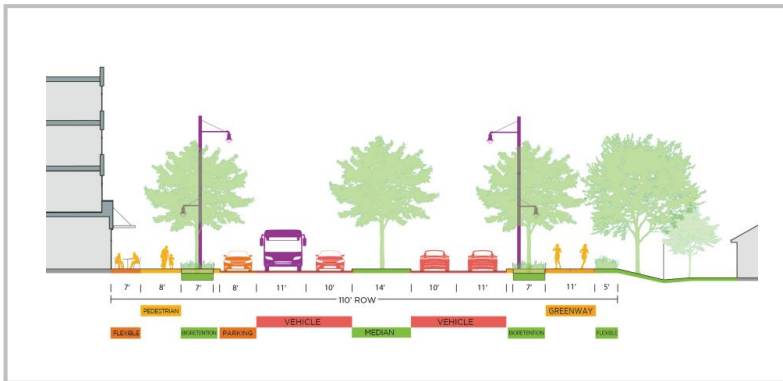 7' 8' 7' 8' 11' 10' 14' 10' 11' 7' 11' 5'
110' ROW
PEDESTRIAN GREENWAY
VEHICLE VEHICLE
FLEXIBLE BIORETENTION PARKING MEDIAN BIORETENTION FLEXIBLE